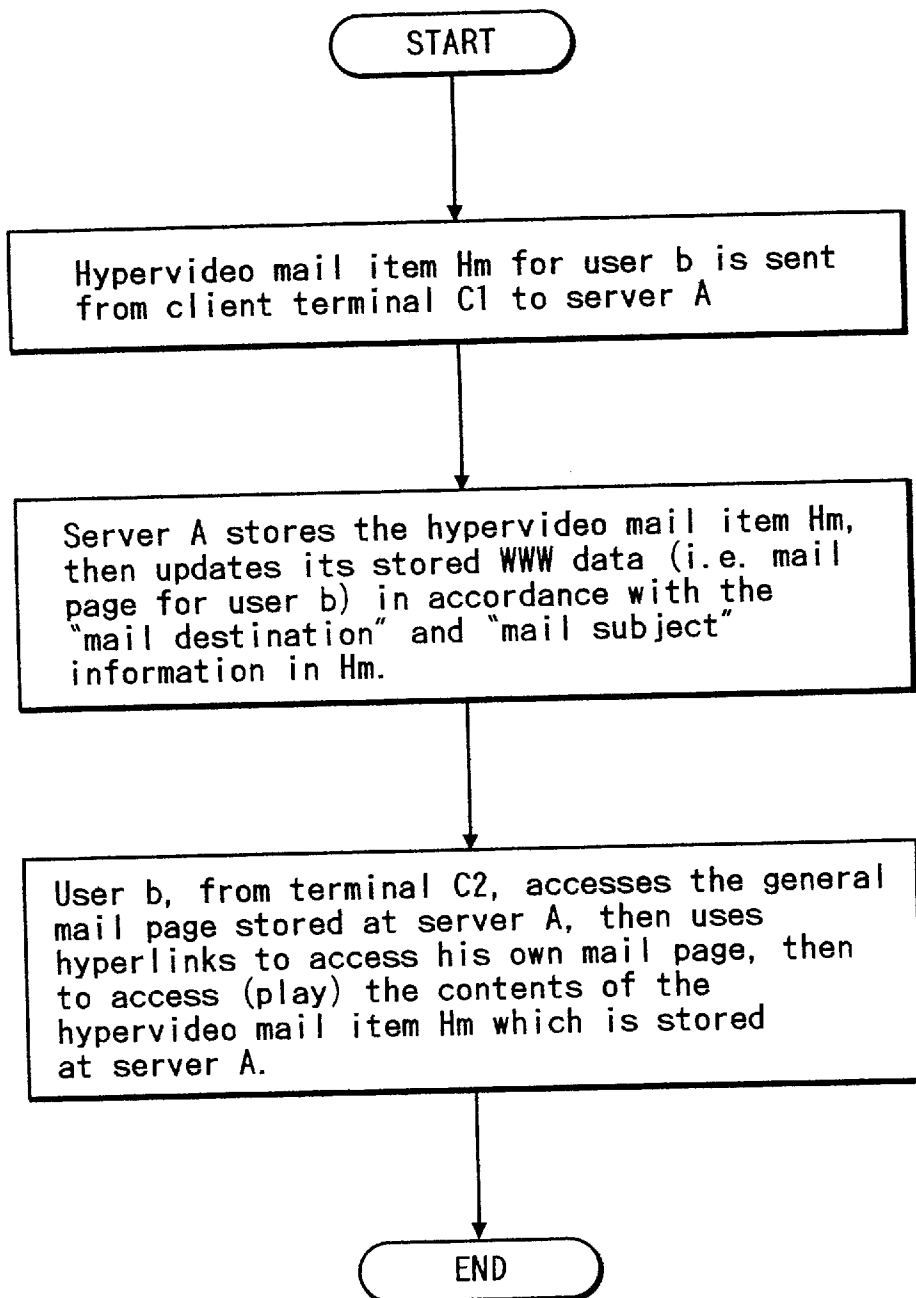 START
Hypervideo mail item Hm for user b is sent
from client terminal C1 to server A
Server A stores the hypervideo mail item Hm,
then updates its stored WWW data (i.e. mail
page for user b) in accordance with the
"mail destination" and "mail subject"
information in Hm.
User b, from terminal C2, accesses the general
mail page stored at server A, then uses
hyperlinks to access his own mail page, then
to access (play) the contents of the
hypervideo mail item Hm which is stored
at server A.
END